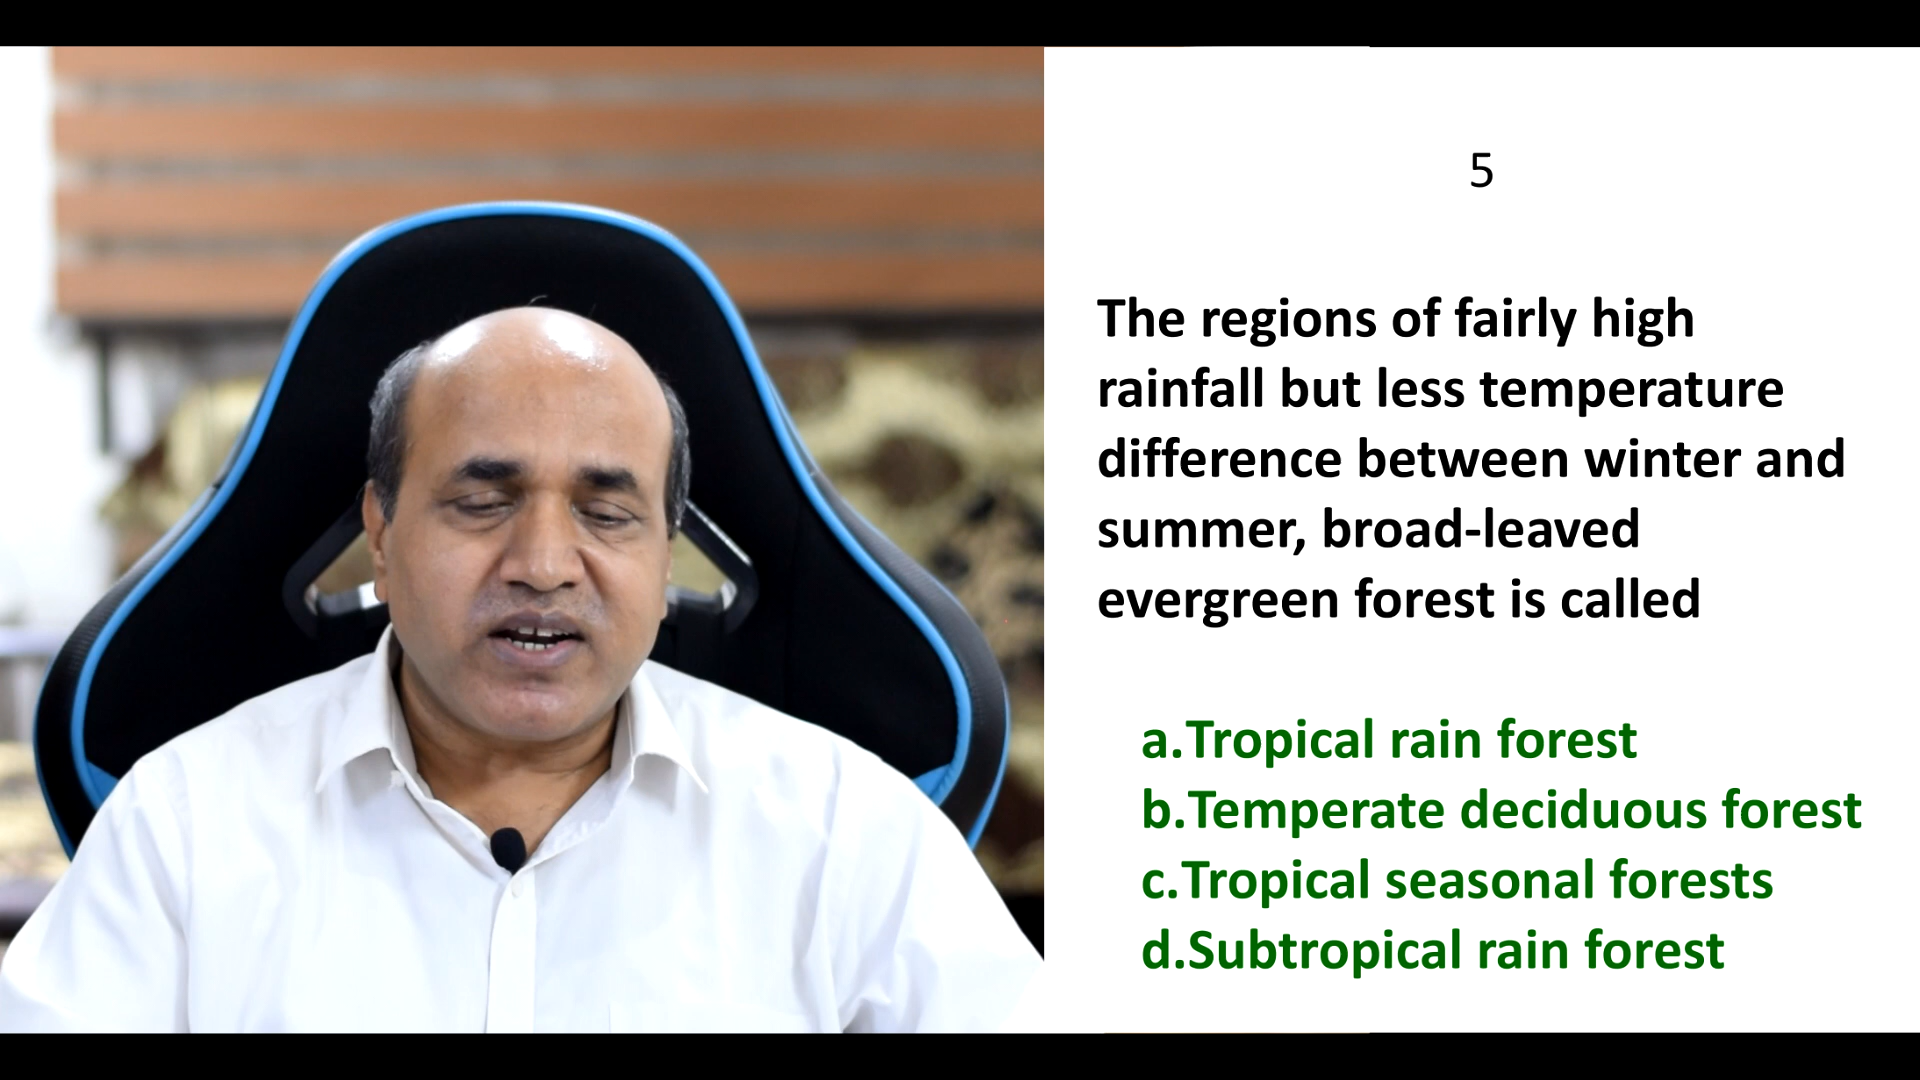 5
The regions of fairly high
rainfall but less temperature
difference between winter and
summer, broad-leaved
evergreen forest is called
a.Tropical rain forest
b.Temperate deciduous forest
c.Tropical seasonal forests
d.Subtropical rain forest